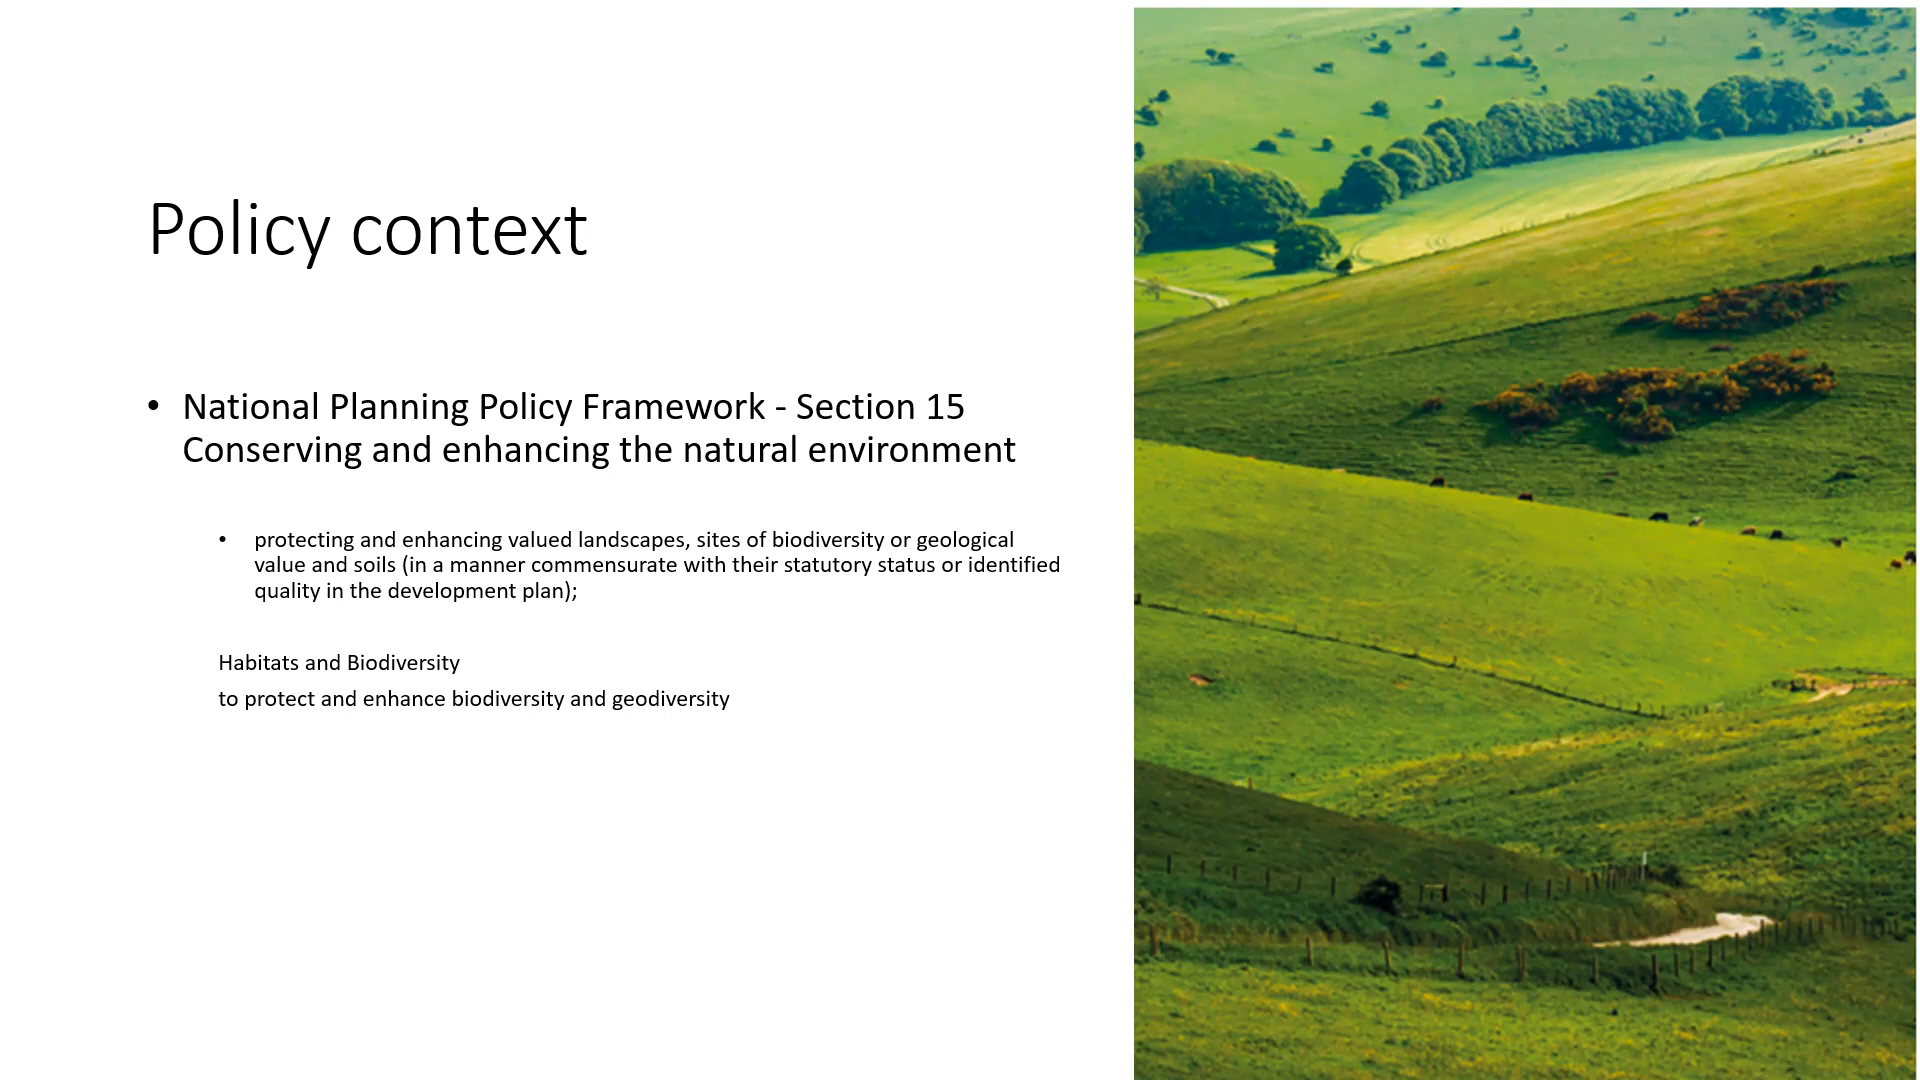 Policy context
• National Planning Policy Framework - Section 15
Conserving and enhancing the natural environment
• protecting and enhancing valued landscapes, sites of biodiversity or geological
value and soils (in a manner commensurate with their statutory status or identified
quality in the development plan);
Habitats and Biodiversity
to protect and enhance biodiversity and geodiversity